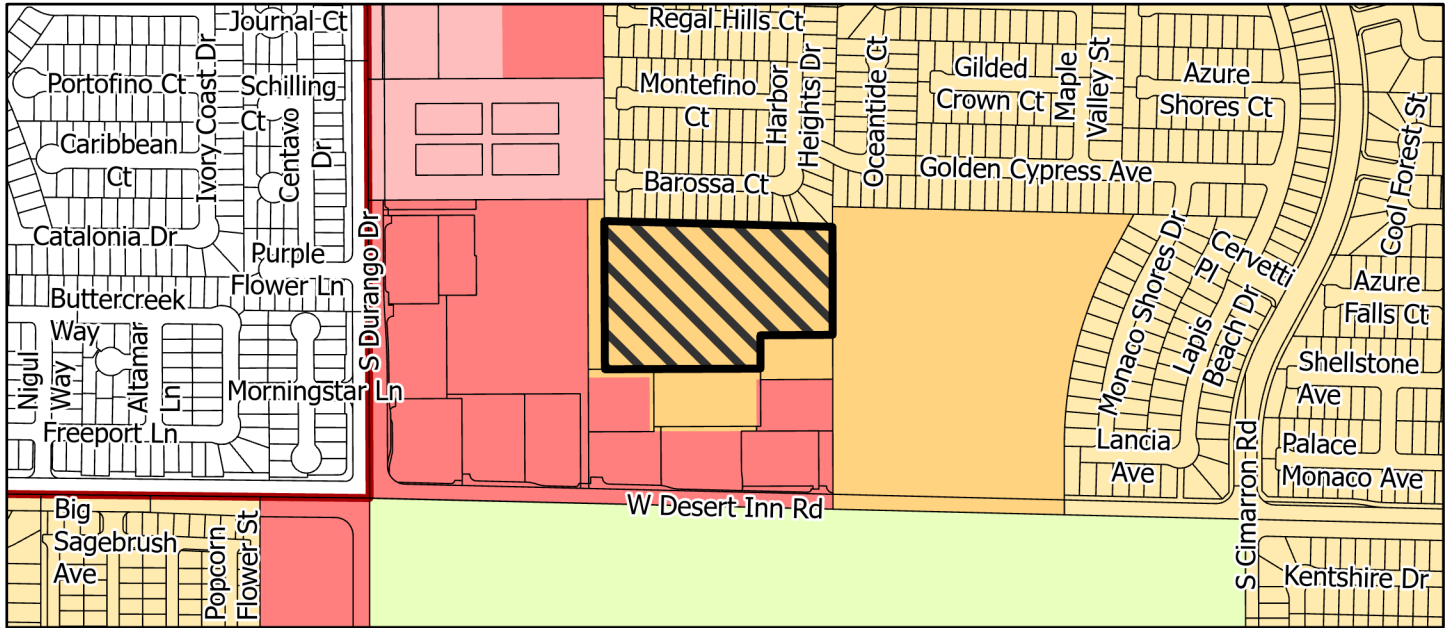 Journal Ct
Portofino Ct
Ivory Coast Dr
Schilling
Ct
Centavo
Dr
Caribbean
Ct
Catalonia Dr
Purple
Flower Ln
Buttercreek
Way
Nigul
Way
Altamar
Ln
Morningstar Ln
Freeport Ln
S Durango Dr
Regal Hills Ct
Montefino
Ct
Harbor
Heights Dr
Barossa Ct
Oceantide Ct
Gilded
Crown Ct
Maple
Valley St
Azure
Shores Ct
Golden Cypress Ave
Cool Forest St
Monaco Shores Dr
Cervetti
Pl
Lapis
Beach Dr
Azure
Falls Ct
Shellstone
Ave
Lancia
Ave
Palace
Monaco Ave
S Cimarron Rd
W Desert Inn Rd
Big
Sagebrush
Ave
Popcorn
Flower St
Kentshire Dr